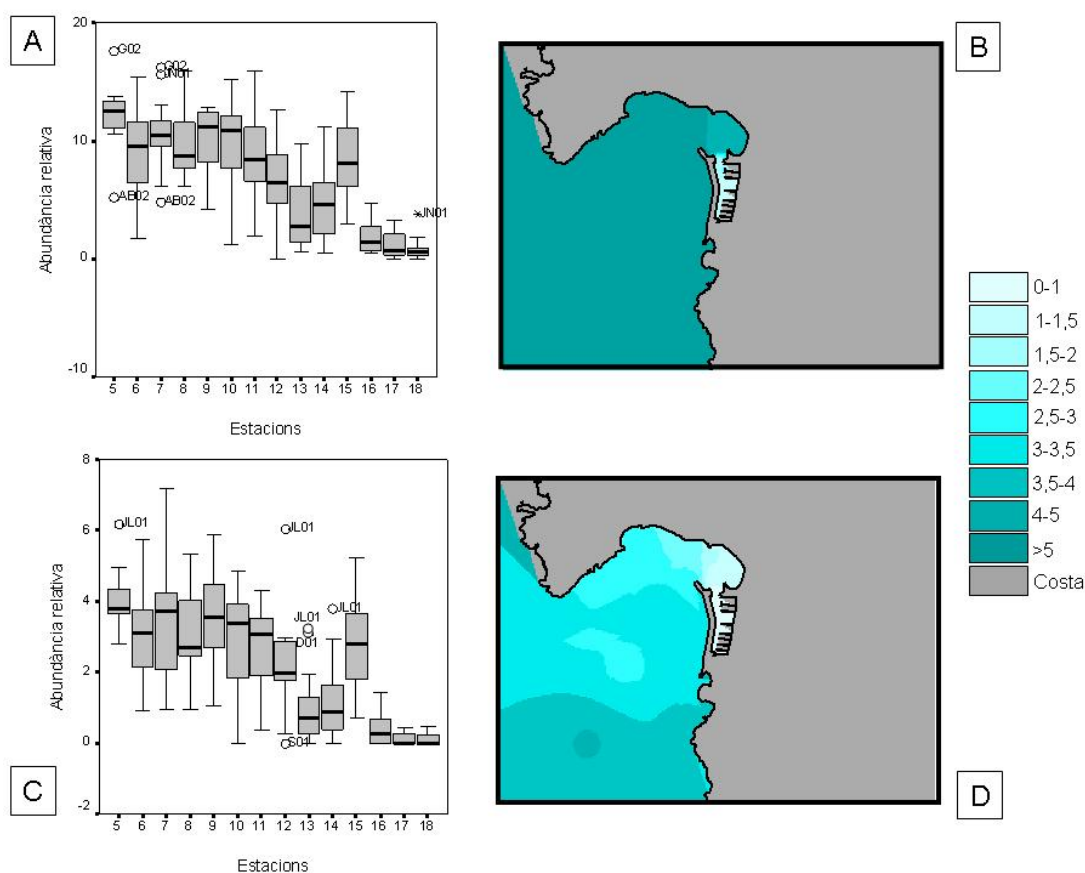 A
20
10
0
-10
Abundància relativa
G02
AB02
G02
JN01
AB02
JN01
5 6 7 8 9 10 11 12 13 14 15 16 17 18
Estacions
B
C
8
6
4
2
0
-2
Abundància relativa
JL01
JL01
S01
JL01
D01
JL01
5 6 7 8 9 10 11 12 13 14 15 16 17 18
Estacions
D
0-1
1-1,5
1,5-2
2-2,5
2,5-3
3-3,5
3,5-4
4-5
>5
Costa